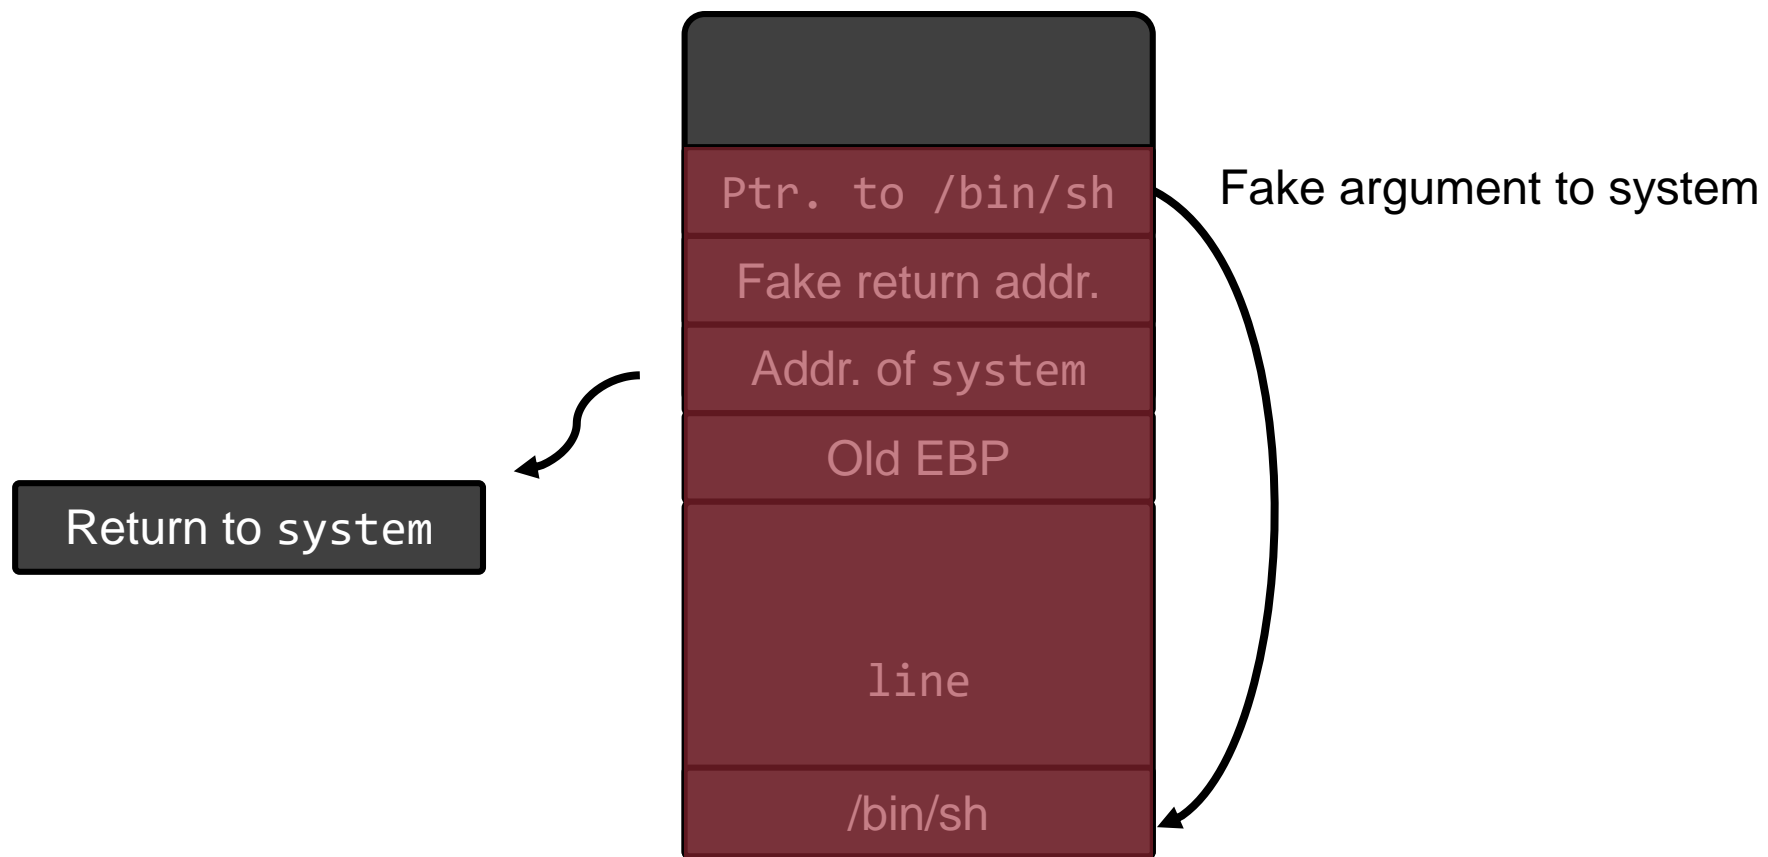 Ptr. to /bin/sh
Fake argument to system
Fake return addr.
Addr. of system
Old EBP
Return to system
line
/bin/sh